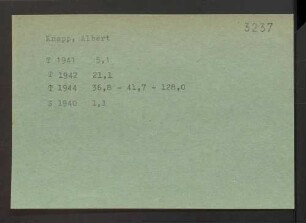 3237
Knapp, Albert
T 1941 5,1
T 1942 21,1
T 1944 36,8 - 41,7 - 128,0
S 1940 1,3